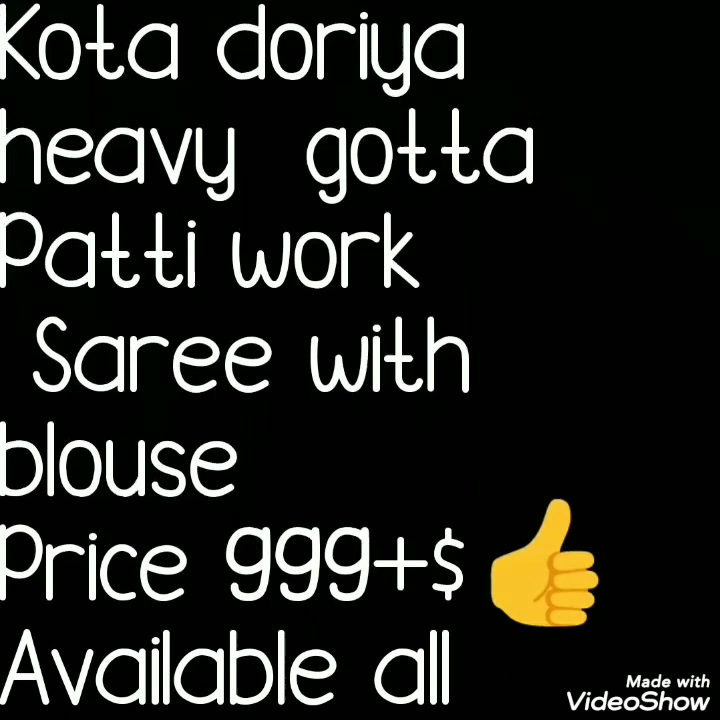 Kota doriya
heavy gotta
Patti work
Saree with
blouse
Price 999+$ 👍
Available all
Made with
VideoShow